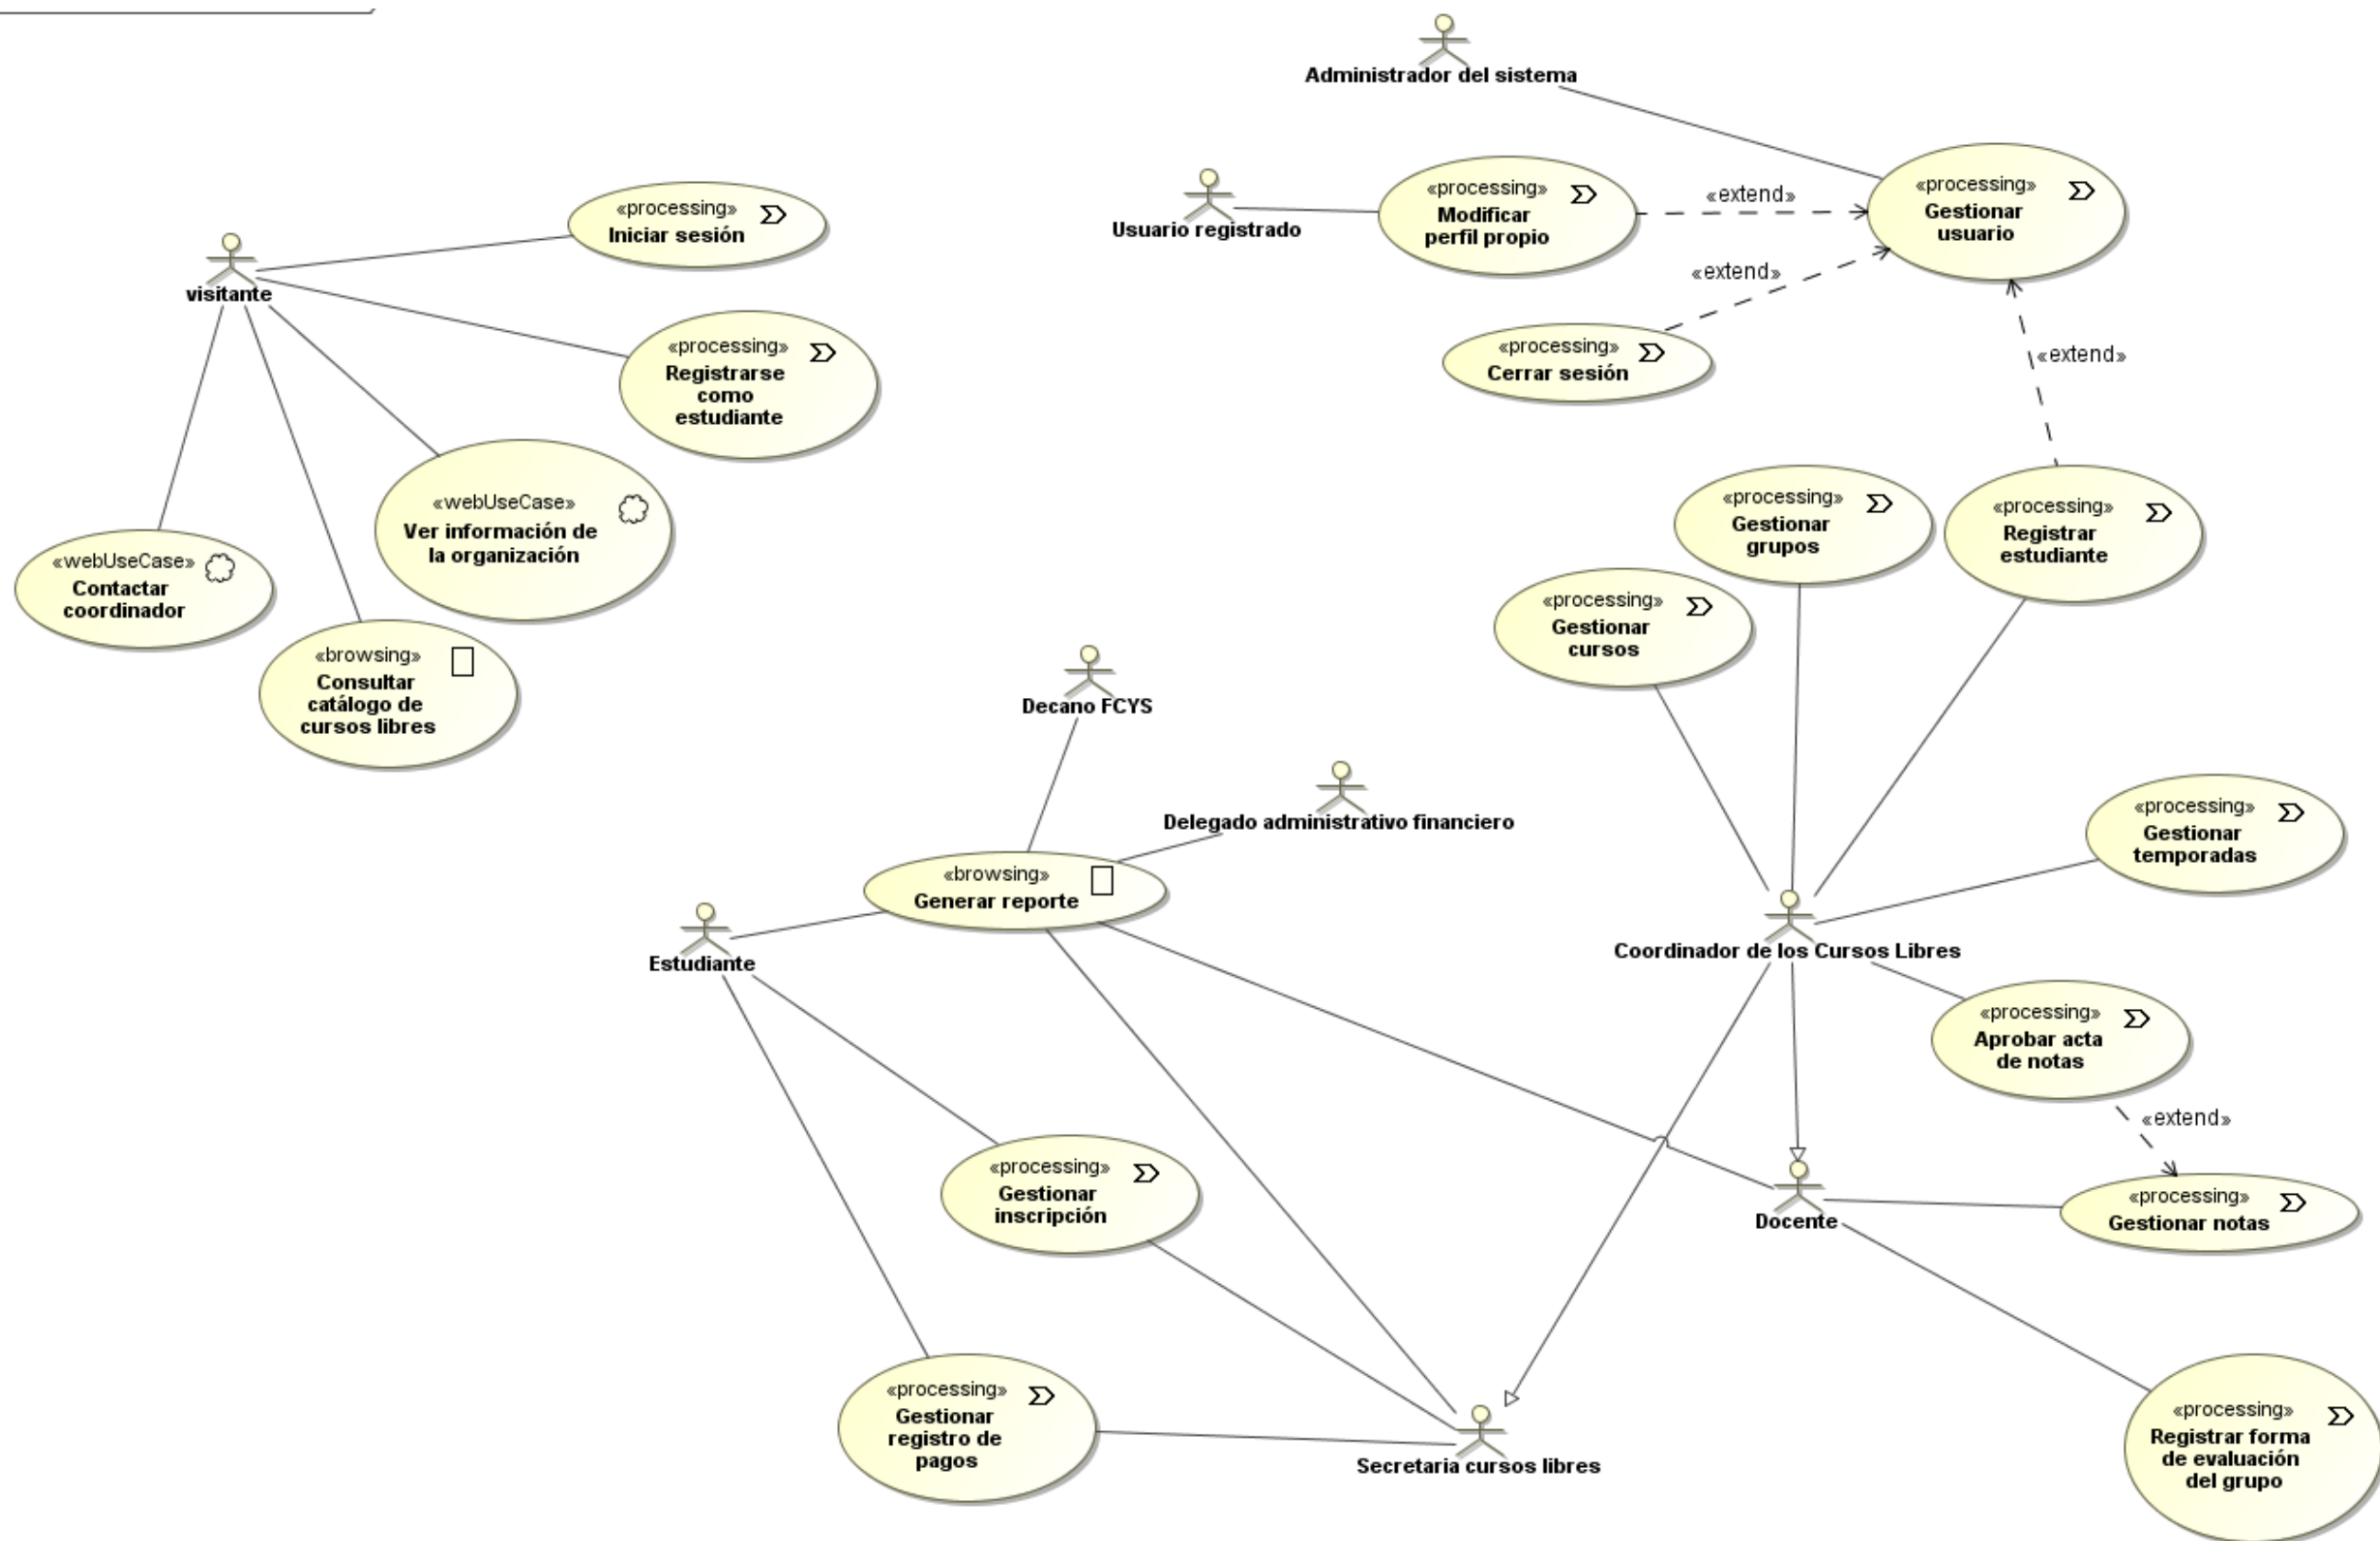 Administrador del sistema
«processing»
Gestionar
usuario
Usuario registrado
«processing»
Modificar
perfil propio
«extend»
«extend»
«processing»
Cerrar sesión
«extend»
visitante
«processing»
Iniciar sesión
«processing»
Registrarse
como
estudiante
«webUseCase»
Ver información de
la organización
«webUseCase»
Contactar
coordinador
«browsing»
Consultar
catálogo de
cursos libres
«processing»
Gestionar
grupos
«processing»
Registrar
estudiante
«processing»
Gestionar
cursos
Decano FCYS
Delegado administrativo financiero
«browsing»
Generar reporte
Estudiante
«processing»
Gestionar
temporadas
Coordinador de los Cursos Libres
«processing»
Aprobar acta
de notas
«extend»
«processing»
Gestionar
inscripción
Docente
«processing»
Gestionar notas
«processing»
Gestionar
registro de
pagos
Secretaria cursos libres
«processing»
Registrar forma
de evaluación
del grupo